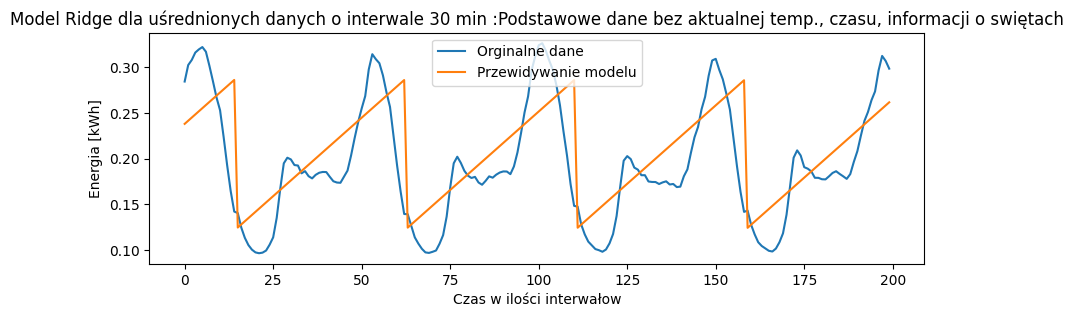 Model Ridge dla uśrednionych danych o interwale 30 min :Podstawowe dane bez aktualnej temp., czasu, informacji o swiętach
Orginalne dane
Przewidywanie modelu
Energia [kWh]
0.30
0.25
0.20
0.15
0.10
0 25 50 75 100 125 150 175 200
Czas w ilości interwałow